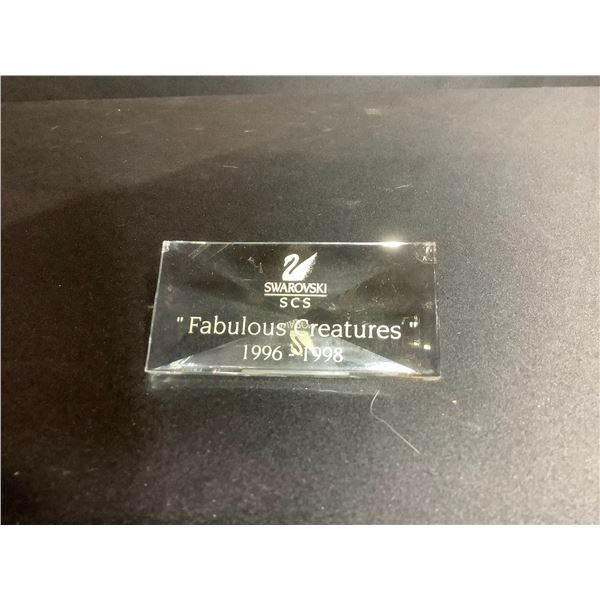 SWAROVSKI
SCS
"Fabulous Creatures"
1996 - 1998